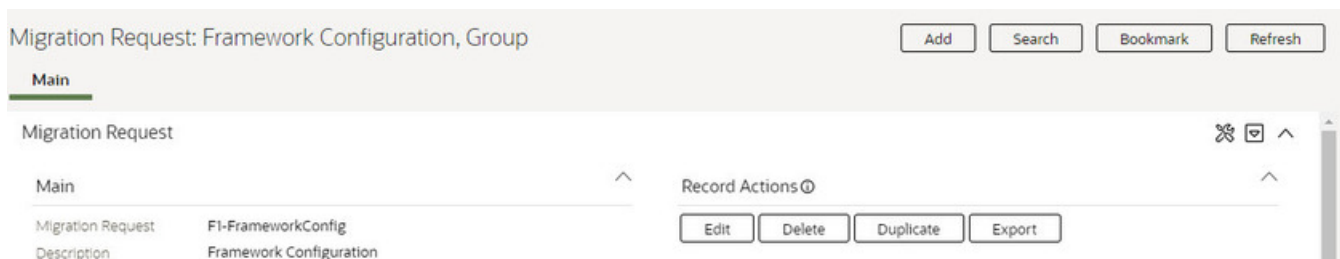 Migration Request: Framework Configuration, Group
Add Search Bookmark Refresh
Main
Migration Request
Main
Record Actions
Migration Request F1-FrameworkConfig
Edit Delete Duplicate Export
Description Framework Configuration